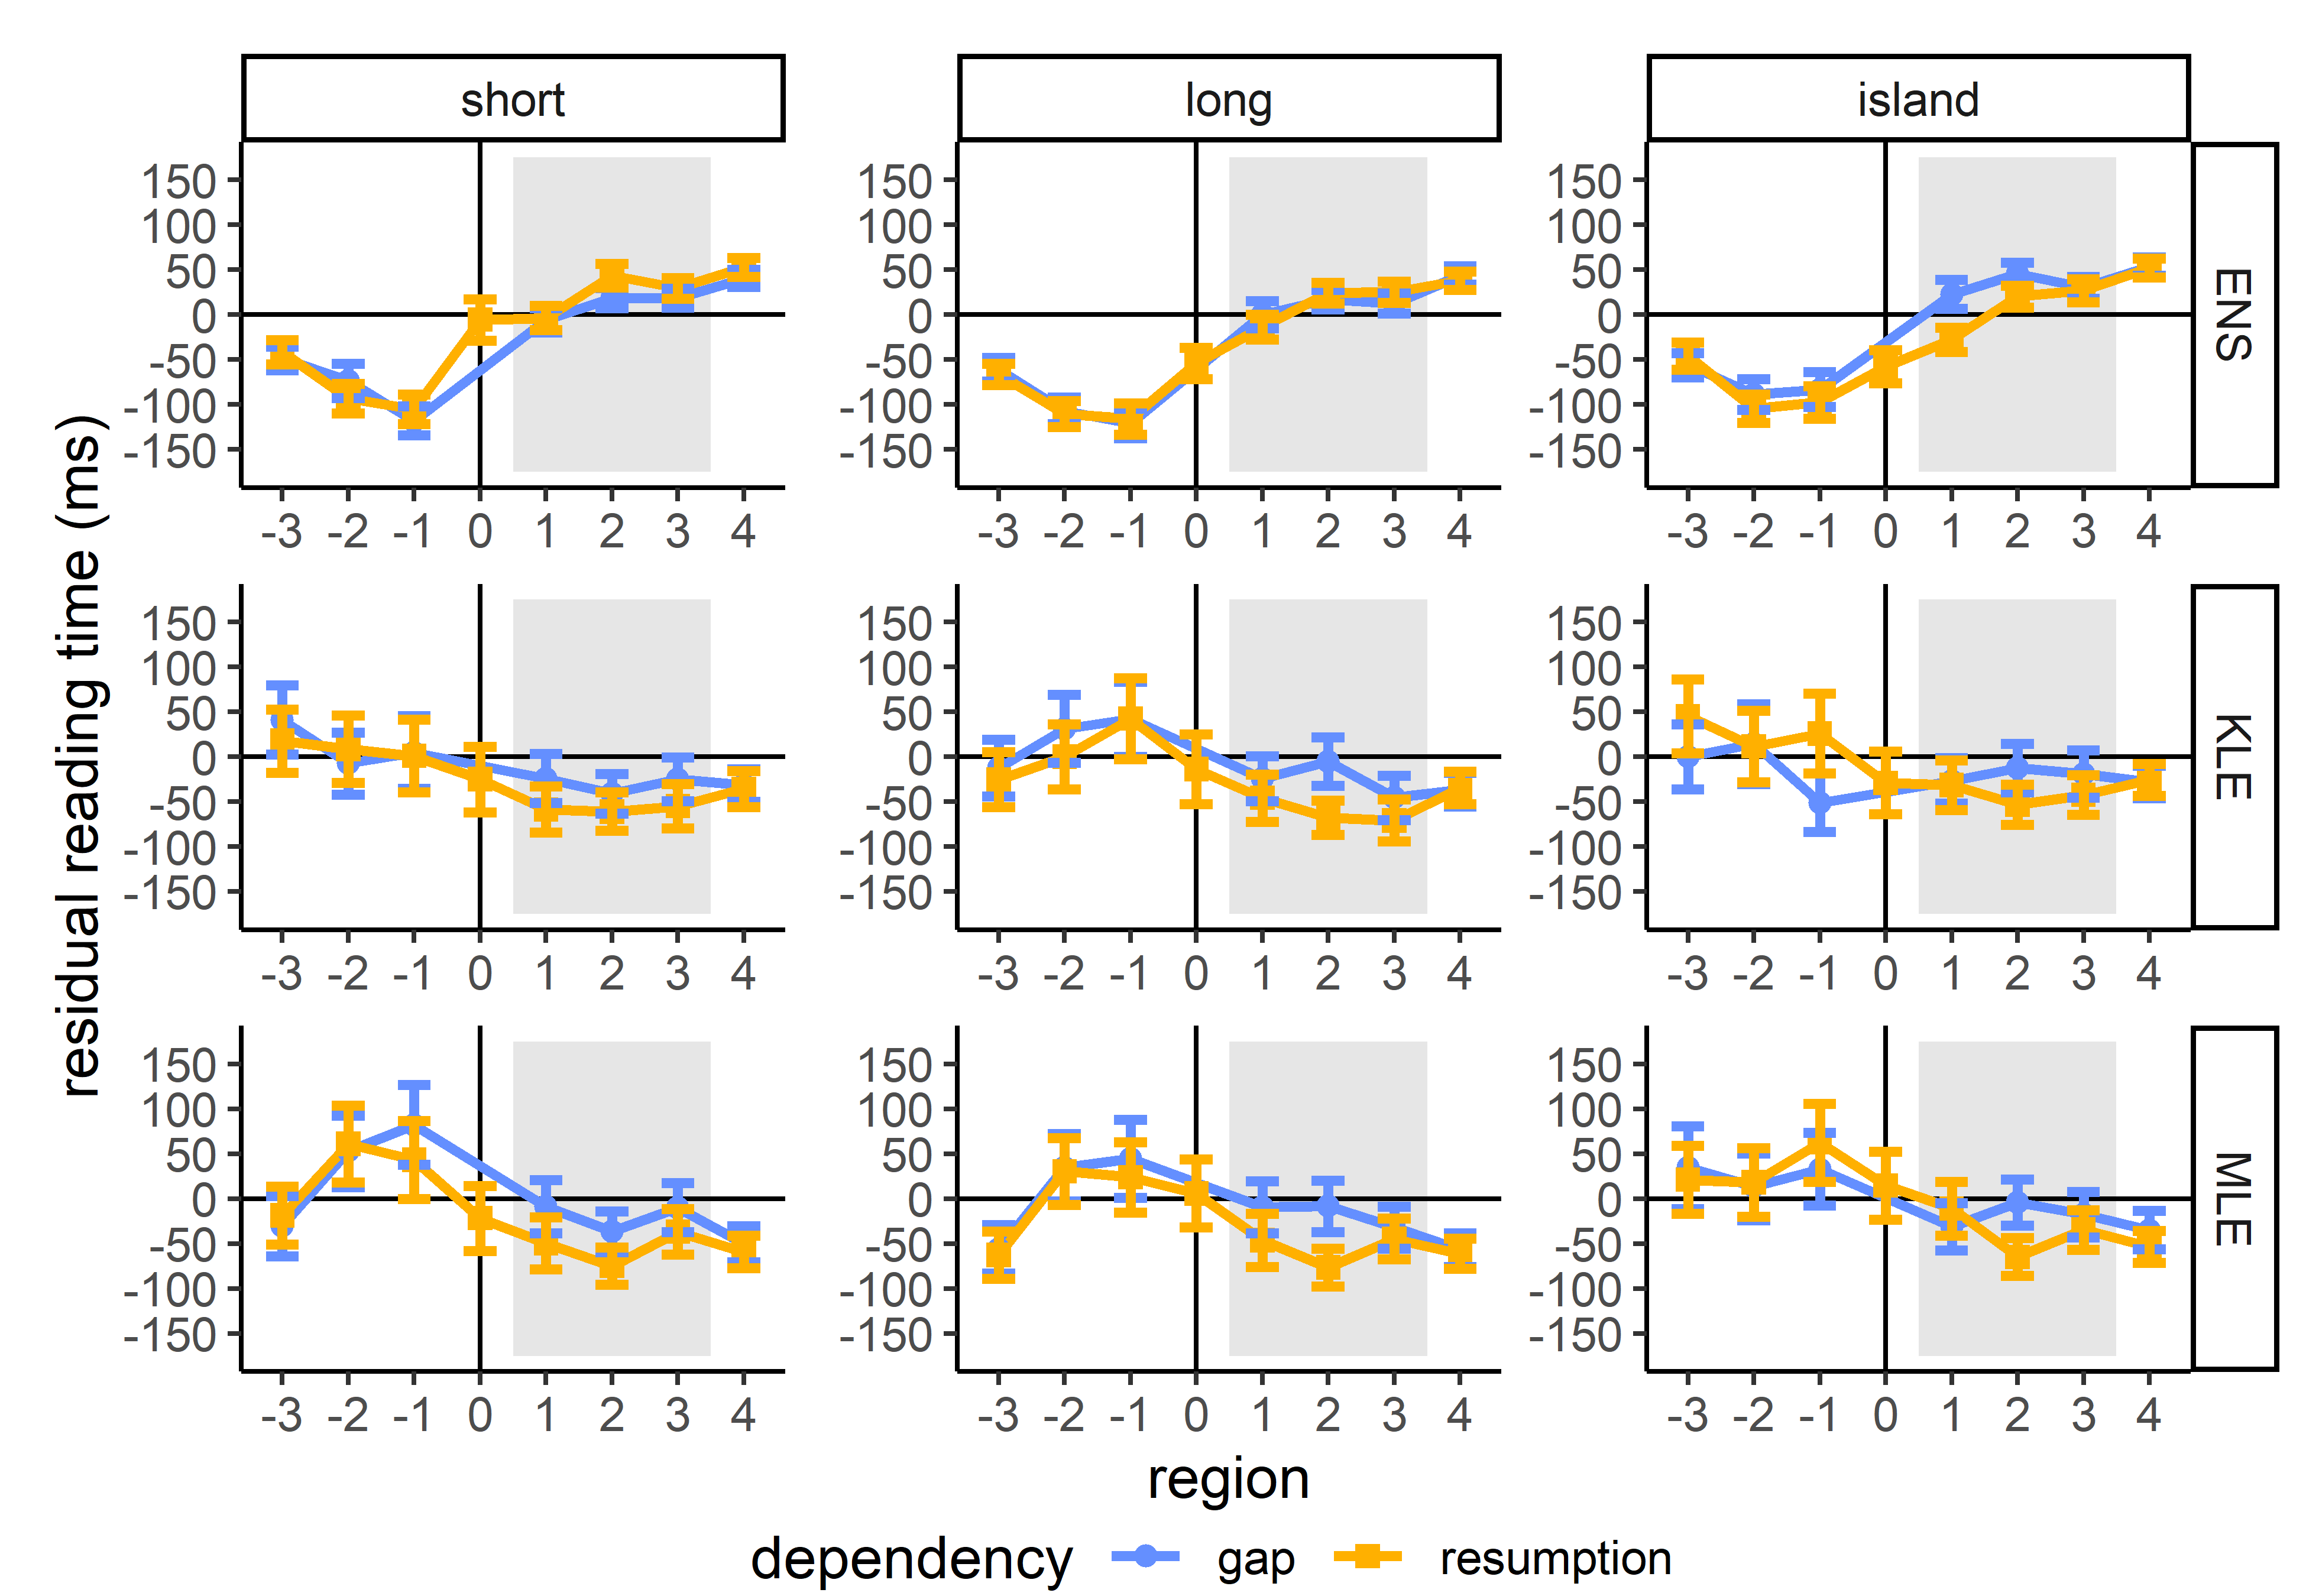 short long island
150 150 150
100 100 100
50 50 50
0 0 0
-50 -50 -50
-100 -100 -100
-150 -150 -150
ENS
-3 -2 -1 0 1 2 3 4 -3 -2 -1 0 1 2 3 4 -3 -2 -1 0 1 2 3 4
residual reading time (ms)
150 150 150
100 100 100
50 50 50
0 0 0
-50 -50 -50
-100 -100 -100
-150 -150 -150
KLE
-3 -2 -1 0 1 2 3 4 -3 -2 -1 0 1 2 3 4 -3 -2 -1 0 1 2 3 4
150 150 150
100 100 100
50 50 50
0 0 0
-50 -50 -50
-100 -100 -100
-150 -150 -150
MLE
-3 -2 -1 0 1 2 3 4 -3 -2 -1 0 1 2 3 4 -3 -2 -1 0 1 2 3 4
region
dependency gap resumption